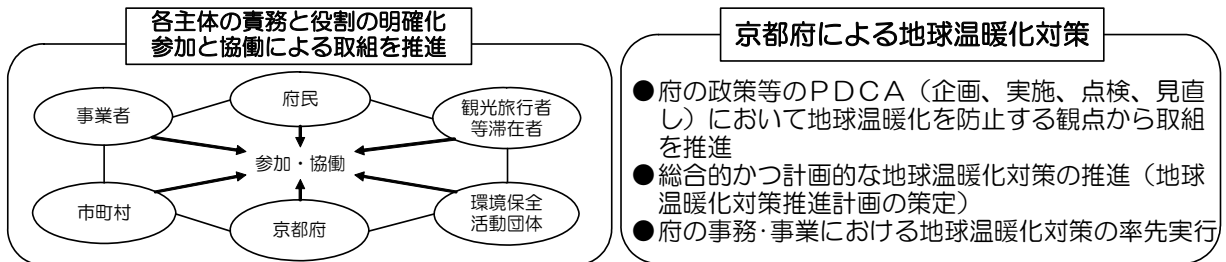 各主体の責務と役割の明確化
参加と協働による取組を推進
事業者
府民
観光旅行者
等滞在者
参加・協働
市町村
京都府
環境保全
活動団体
京都府による地球温暖化対策
●府の政策等のPDCA(企画、実施、点検、見直
し)において地球温暖化を防止する観点から取組
を推進
●総合的かつ計画的な地球温暖化対策の推進(地球
温暖化対策推進計画の策定)
●府の事務・事業における地球温暖化対策の率先実行